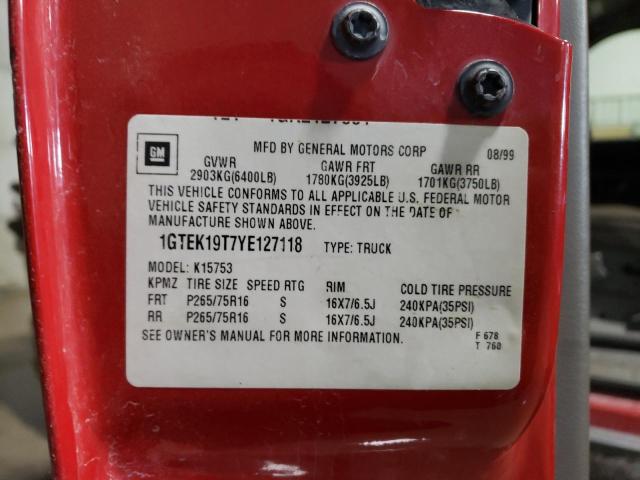 GM
MFD BY GENERAL MOTORS CORP 08/99
GVWR GAWR FRT GAWR RR
2903KG(6400LB) 1780KG(3925LB) 1701KG(3750LB)
THIS VEHICLE CONFORMS TO ALL APPLICABLE U.S. FEDERAL MOTOR
VEHICLE SAFETY STANDARDS IN EFFECT ON THE DATE OF
MANUFACTURE SHOWN ABOVE.
1GTEK19T7YE127118 TYPE: TRUCK
MODEL: K15753
KPMZ TIRE SIZE SPEED RTG RIM COLD TIRE PRESSURE
FRT P265/75R16 S 16X7/6.5J 240KPA(35PSI)
RR P265/75R16 S 16X7/6.5J 240KPA(35PSI)
SEE OWNER'S MANUAL FOR MORE INFORMATION.
F 678
T 760